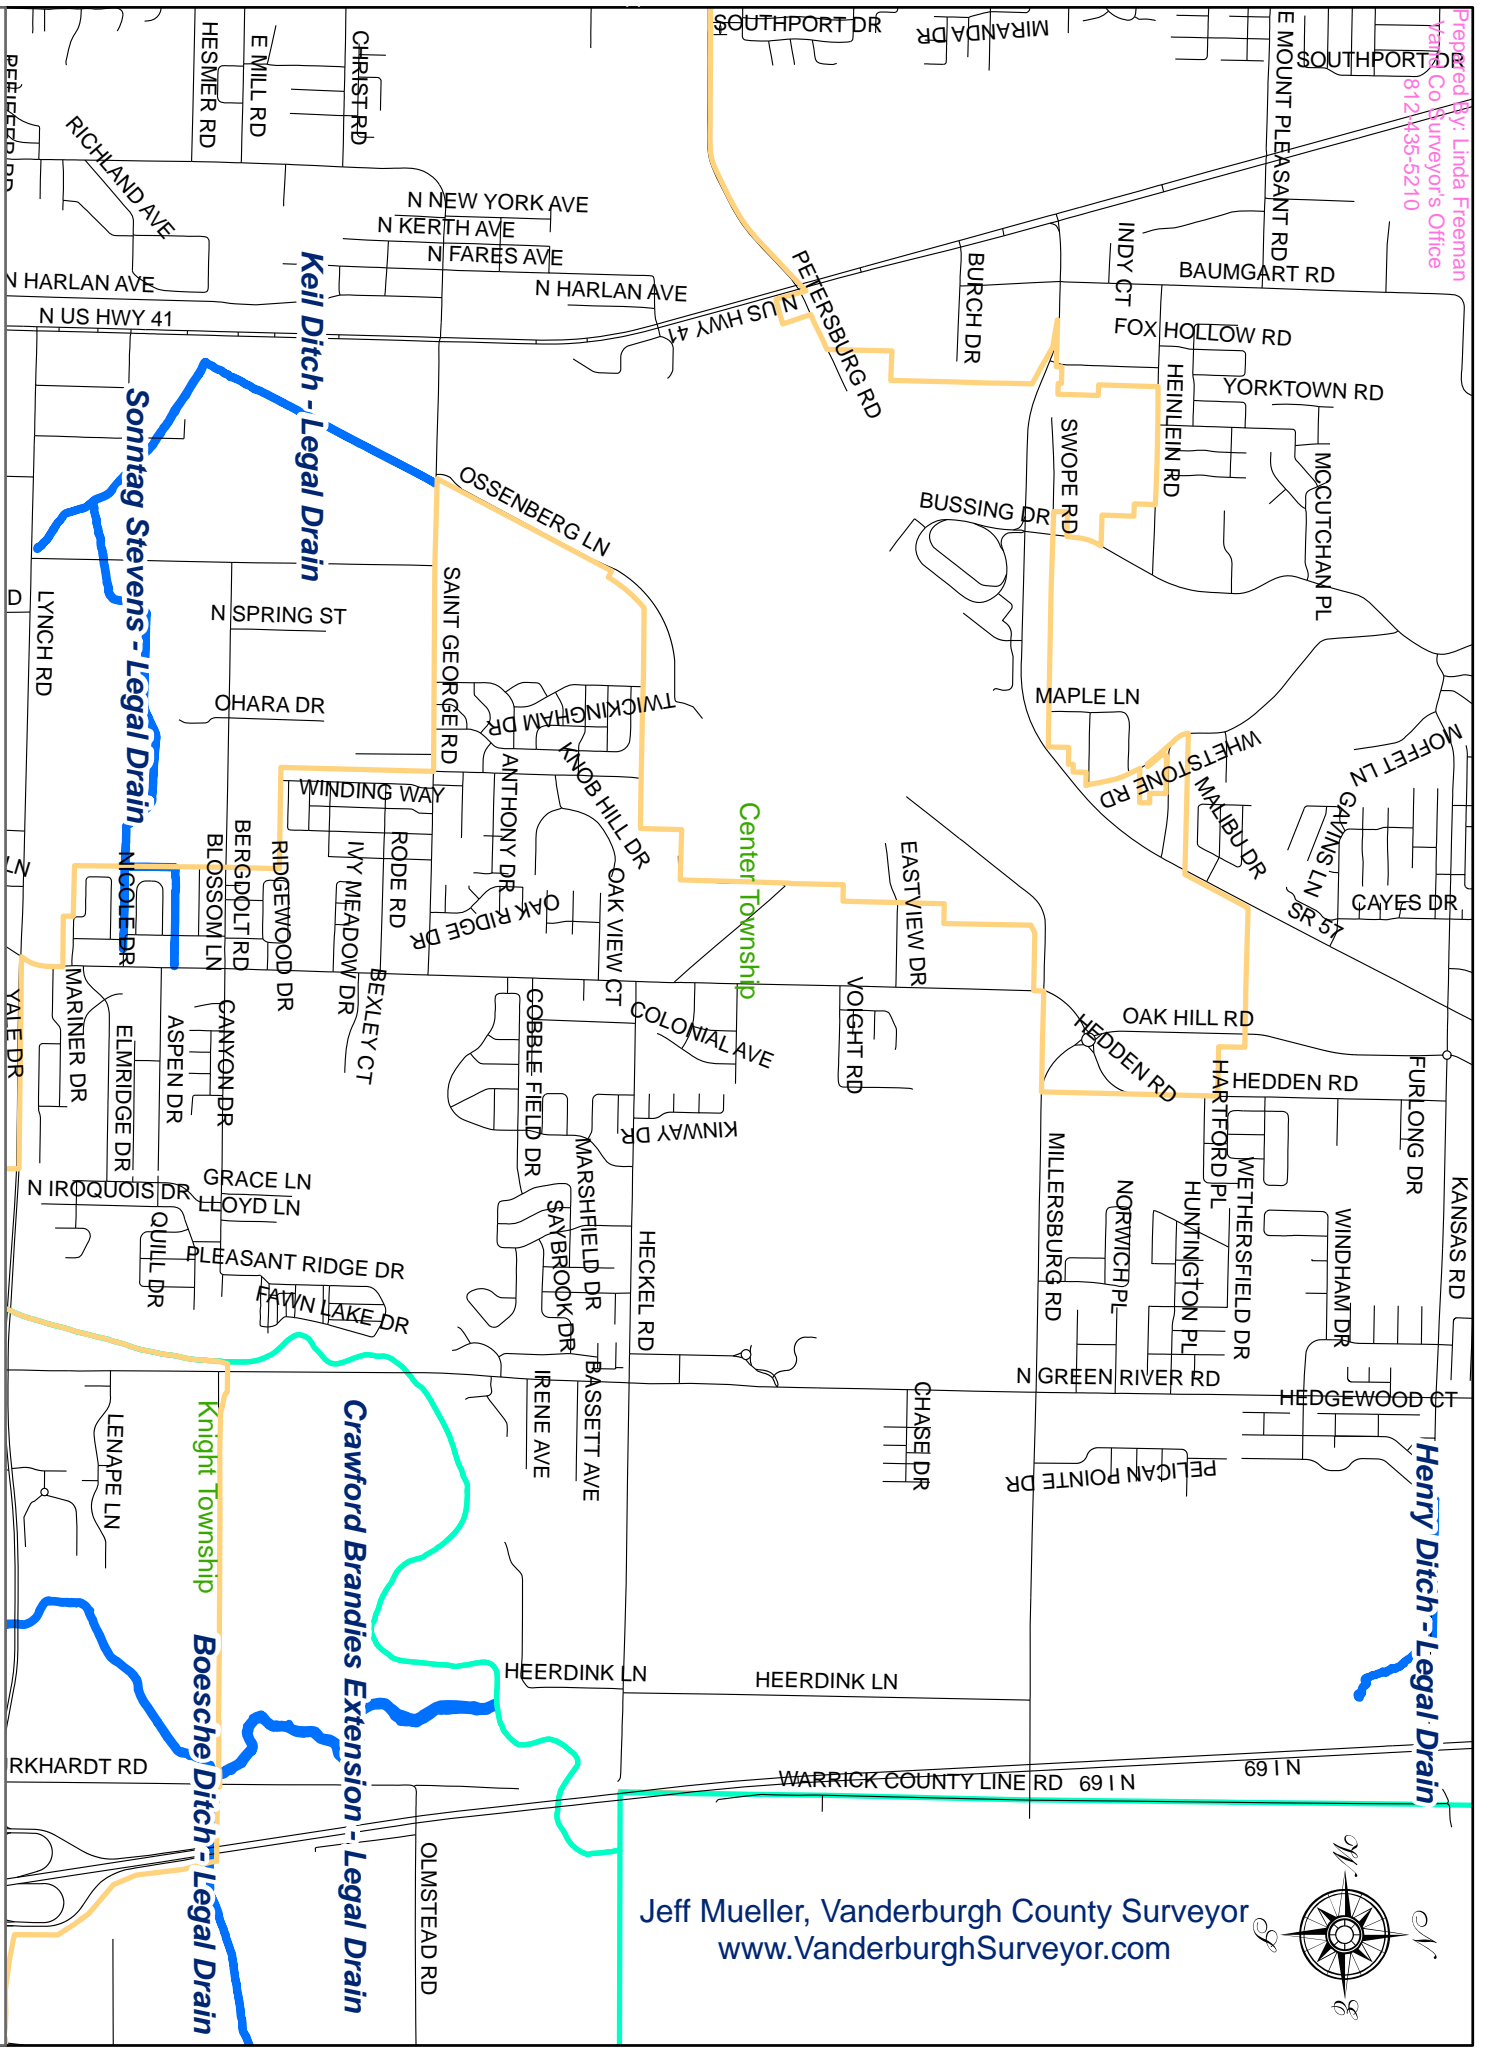 Prepared By: Linda Freeman
Vand Co Surveyor's Office
812-435-5210
SOUTHPORT DR
MIRANDA DR
E MOUNT PLEASANT RD
SOUTHPORT DR
HESMER RD
E MILL RD
CHRIST RD
RICHLAND AVE
N NEW YORK AVE
N KERTH AVE
N FARES AVE
N HARLAN AVE
N HARLAN AVE
N US HWY 41
N US HWY 41
PETERSBURG RD
BURCH DR
INDY CT
BAUMGART RD
FOX HOLLOW RD
YORKTOWN RD
HEINLEIN RD
MCCUTCHAN PL
SWOPE RD
BUSSING DR
Keil Ditch - Legal Drain
Sonntag Stevens - Legal Drain
OSSENBERG LN
LYNCH RD
D
N SPRING ST
OHARA DR
SAINT GEORGE RD
TWICKINGHAM DR
KNOB HILL DR
ANTHONY DR
WINDING WAY
MAPLE LN
WHETSTONE RD
MALIBU DR
MOFFET LN
GAVINS LN
CAYES DR
SR 57
LN
NICOLE DR
BLOSSOM LN
BERGDOLT RD
RIDGEWOOD DR
IVY MEADOW DR
RODE RD
OAK RIDGE DR
OAK VIEW CT
Center Township
EASTVIEW DR
YALE DR
MARINER DR
ELMRIDGE DR
ASPEN DR
CANYON DR
BEXLEY CT
COBBLE FIELD DR
COLONIAL AVE
VOIGHT RD
HEDDEN RD
OAK HILL RD
HEDDEN RD
HARTFORD PL
FURLONG DR
KINWAY DR
N IROQUOIS DR
GRACE LN
LLOYD LN
QUILL DR
PLEASANT RIDGE DR
FAWN LAKE DR
MARSHFIELD DR
SAYBROOK DR
HECKEL RD
MILLERSBURG RD
NORWICH PL
HUNTINGTON PL
WETHERSFIELD DR
WINDHAM DR
KANSAS RD
IRENE AVE
BASSETT AVE
CHASE DR
N GREEN RIVER RD
HEDGEWOOD CT
PELICAN POINTE DR
LENAPE LN
Knight Township
Crawford Brandies Extension - Legal Drain
Henry Ditch - Legal Drain
Boesche Ditch - Legal Drain
HEERDINK LN
HEERDINK LN
RKHARDT RD
WARRICK COUNTY LINE RD
69 I N
69 I N
OLMSTEAD RD
Jeff Mueller, Vanderburgh County Surveyor
www.VanderburghSurveyor.com
N
W
E
S